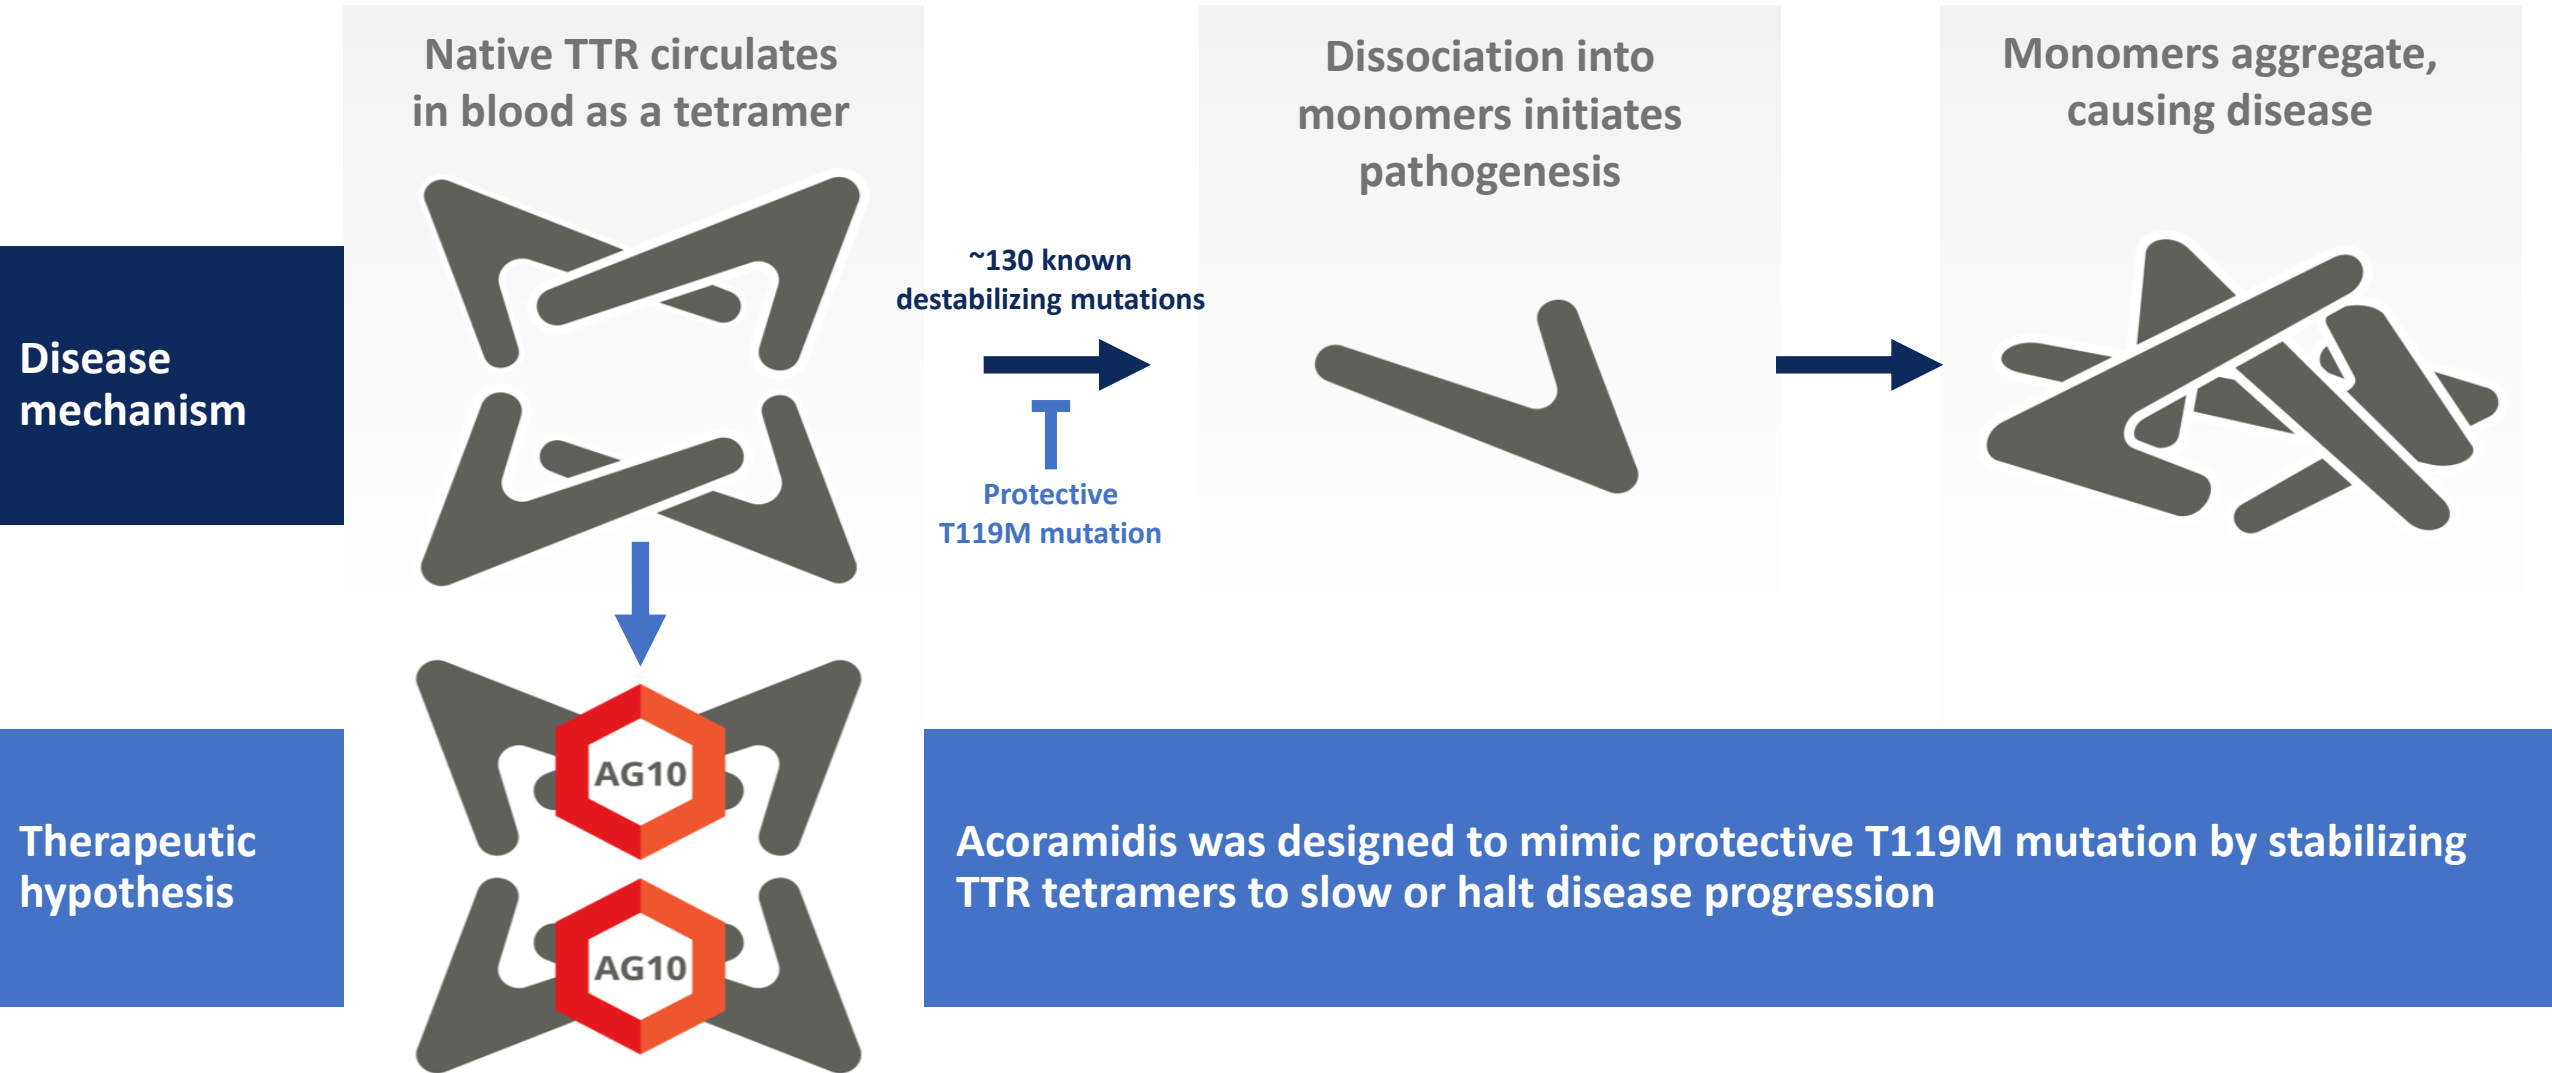 Native TTR circulates
in blood as a tetramer
Dissociation into
monomers initiates
pathogenesis
Monomers aggregate,
causing disease
Disease
mechanism
~130 known
destabilizing mutations
Protective
T119M mutation
Therapeutic
hypothesis
AG10
AG10
Acoramidis was designed to mimic protective T119M mutation by stabilizing
TTR tetramers to slow or halt disease progression